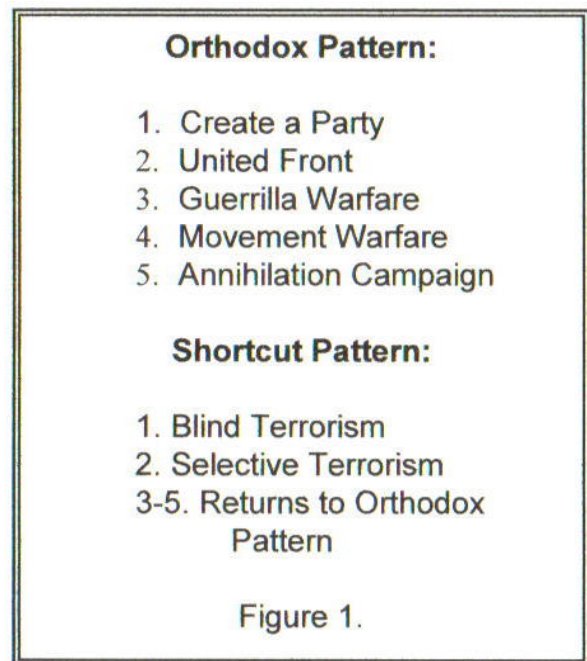 Orthodox Pattern:
1. Create a Party
2. United Front
3. Guerrilla Warfare
4. Movement Warfare
5. Annihilation Campaign
Shortcut Pattern:
1. Blind Terrorism
2. Selective Terrorism
3-5. Returns to Orthodox
Pattern
Figure 1.